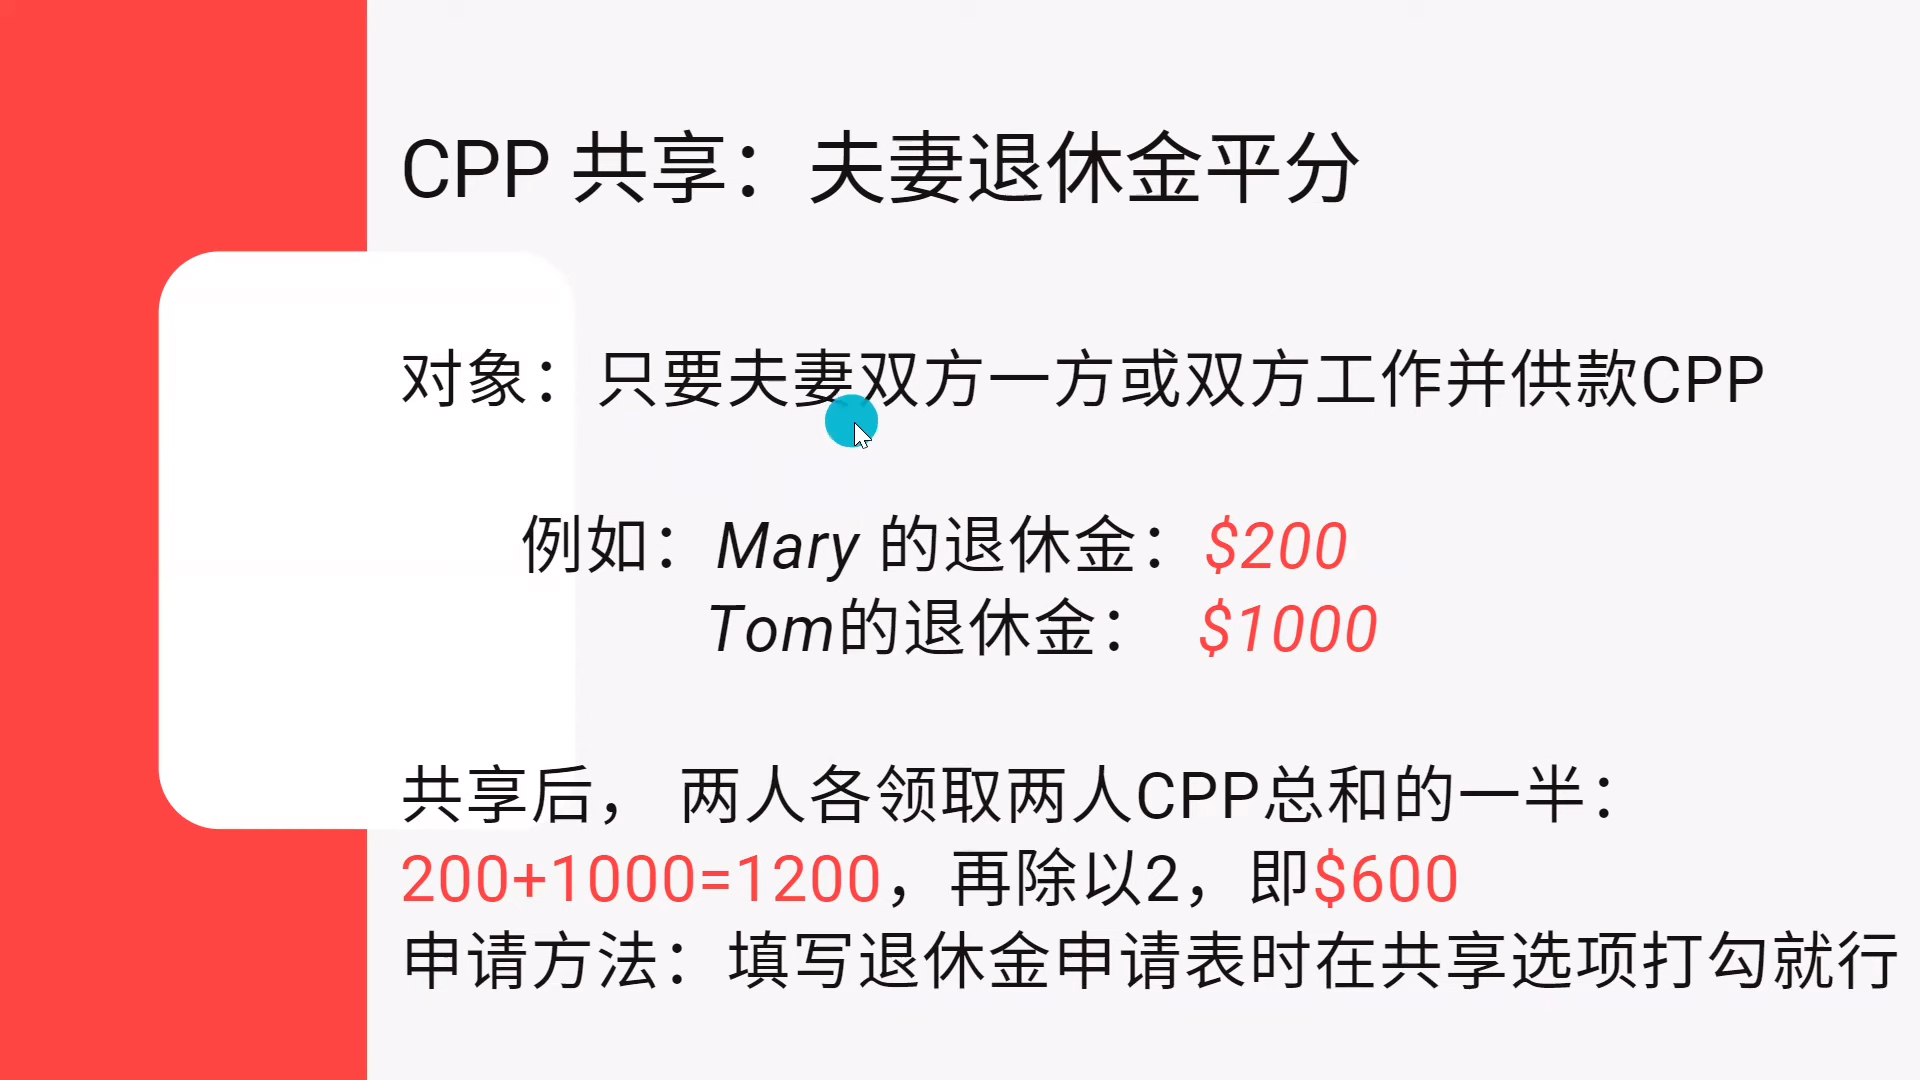 CPP 共享：夫妻退休金平分
对象：只要夫妻双方一方或双方工作并供款CPP
例如：Mary 的退休金：$200
Tom的退休金： $1000
共享后， 两人各领取两人CPP总和的一半：
200+1000=1200，再除以2，即$600
申请方法：填写退休金申请表时在共享选项打勾就行